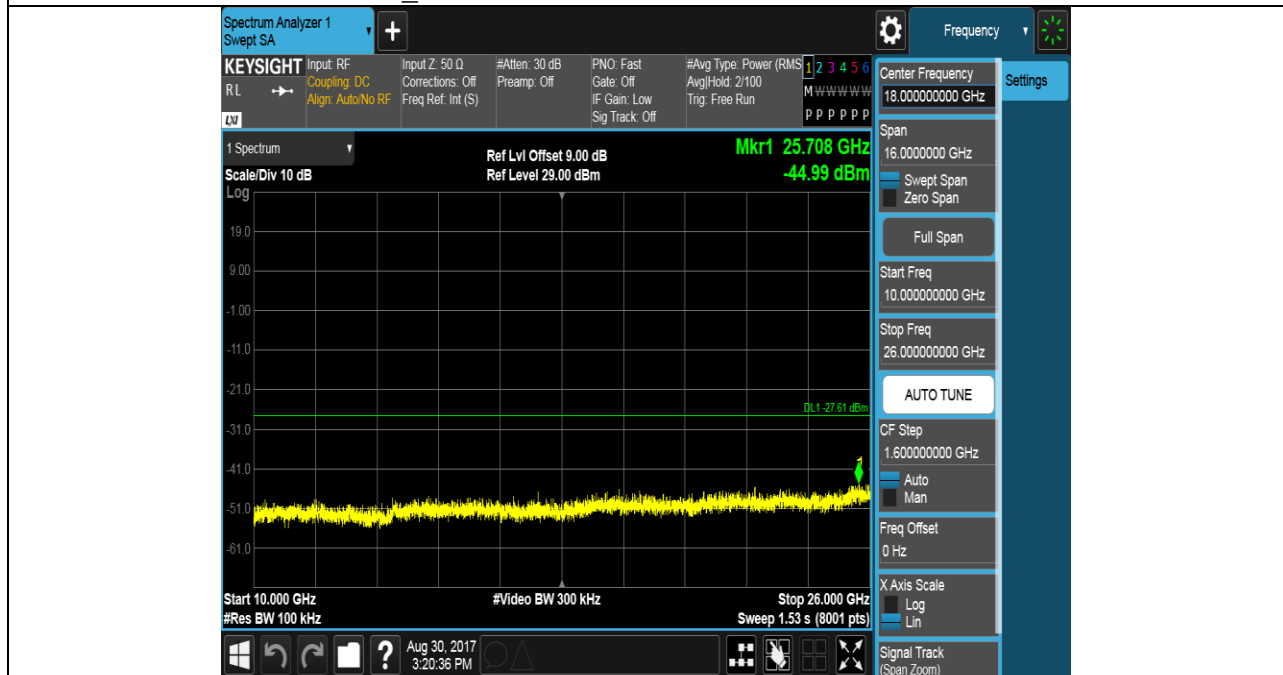 Spectrum Analyzer 1
Swept SA
+
Frequency
KEYSIGHT
RL
LXI
Input: RF
Coupling: DC
Align: Auto/No RF
Input Z: 50 Ω
Corrections: Off
Freq Ref: Int (S)
#Atten: 30 dB
Preamp: Off
PNO: Fast
Gate: Off
IF Gain: Low
Sig Track: Off
#Avg Type: Power (RMS
Avg|Hold: 2/100
Trig: Free Run
1 2 3 4 5 6
M W W W W W
P P P P P P
1 Spectrum
Scale/Div 10 dB
Log
Ref Lvl Offset 9.00 dB
Ref Level 29.00 dBm
Mkr1 25.708 GHz
-44.99 dBm
19.0
9.00
-1.00
-11.0
-21.0
DL1 -27.61 dBm
-31.0
-41.0
1
-51.0
-61.0
Start 10.000 GHz
#Res BW 100 kHz
#Video BW 300 kHz
Stop 26.000 GHz
Sweep 1.53 s (8001 pts)
?
Aug 30, 2017
3:20:36 PM
Center Frequency
18.000000000 GHz
Settings
Span
16.0000000 GHz
Swept Span
Zero Span
Full Span
Start Freq
10.000000000 GHz
Stop Freq
26.000000000 GHz
AUTO TUNE
CF Step
1.600000000 GHz
Auto
Man
Freq Offset
0 Hz
X Axis Scale
Log
Lin
Signal Track
(Span Zoom)